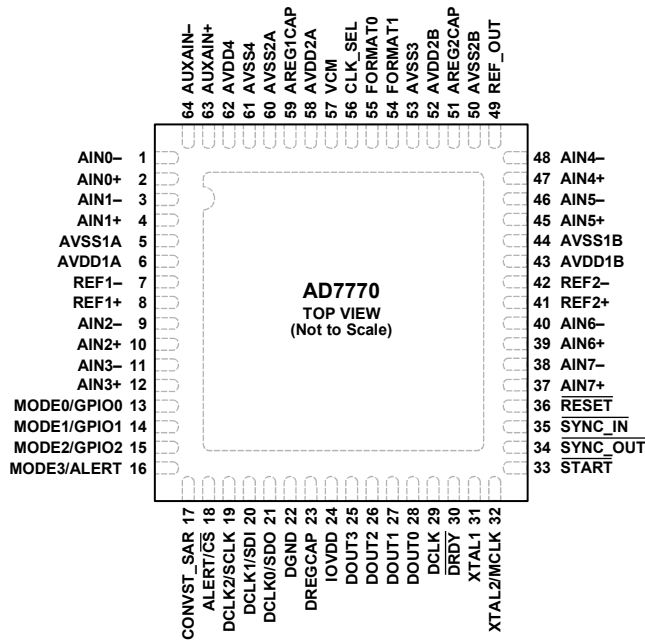 64 AUXAIN–
63 AUXAIN+
62 AVDD4
61 AVSS4
60 AVSS2A
59 AREG1CAP
58 AVDD2A
57 VCM
56 CLK_SEL
55 FORMAT0
54 FORMAT1
53 AVSS3
52 AVDD2B
51 AREG2CAP
50 AVSS2B
49 REF_OUT
AIN0– 1
AIN0+ 2
AIN1– 3
AIN1+ 4
AVSS1A 5
AVDD1A 6
REF1– 7
REF1+ 8
AIN2– 9
AIN2+ 10
AIN3– 11
AIN3+ 12
MODE0/GPIO0 13
MODE1/GPIO1 14
MODE2/GPIO2 15
MODE3/ALERT 16
AD7770
TOP VIEW
(Not to Scale)
48 AIN4–
47 AIN4+
46 AIN5–
45 AIN5+
44 AVSS1B
43 AVDD1B
42 REF2–
41 REF2+
40 AIN6–
39 AIN6+
38 AIN7–
37 AIN7+
36 RESET
35 SYNC_IN
34 SYNC_OUT
33 START
CONVST_SAR 17
ALERT/CS 18
DCLK2/SCLK 19
DCLK1/SDI 20
DCLK0/SDO 21
DGND 22
DREGCAP 23
IOVDD 24
DOUT3 25
DOUT2 26
DOUT1 27
DOUT0 28
DCLK 29
DRDY 30
XTAL1 31
XTAL2/MCLK 32